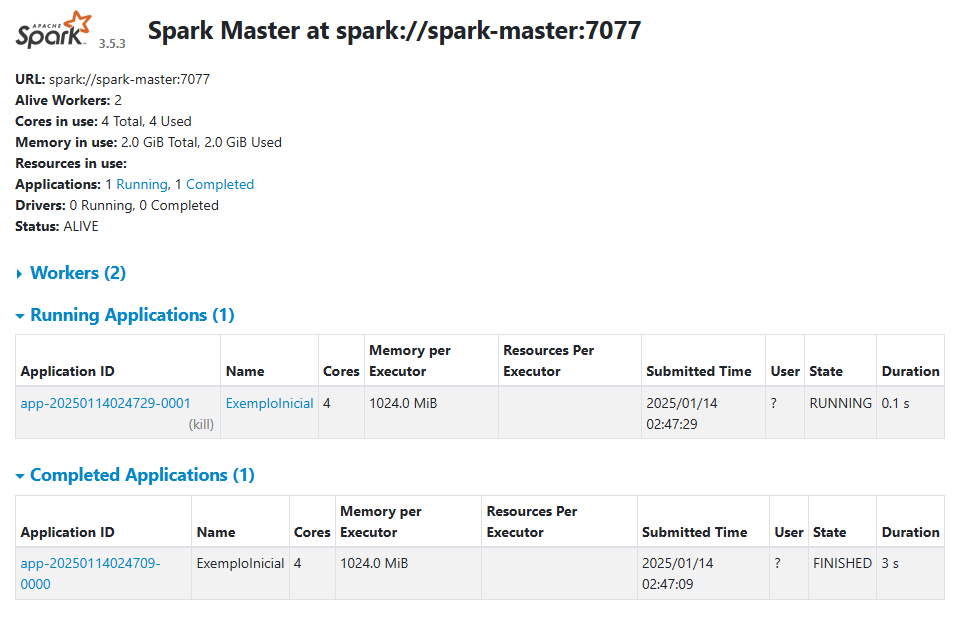 APACHE
Spark 3.5.3 Spark Master at spark://spark-master:7077
URL: spark://spark-master:7077
Alive Workers: 2
Cores in use: 4 Total, 4 Used
Memory in use: 2.0 GiB Total, 2.0 GiB Used
Resources in use:
Applications: 1 Running, 1 Completed
Drivers: 0 Running, 0 Completed
Status: ALIVE
Workers (2)
Running Applications (1)
Application ID Name Cores Memory per Executor Resources Per Executor Submitted Time User State Duration
app-20250114024729-0001 (kill) ExemploInicial 4 1024.0 MiB 2025/01/14 02:47:29 ? RUNNING 0.1 s
Completed Applications (1)
Application ID Name Cores Memory per Executor Resources Per Executor Submitted Time User State Duration
app-20250114024709-0000 ExemploInicial 4 1024.0 MiB 2025/01/14 02:47:09 ? FINISHED 3 s